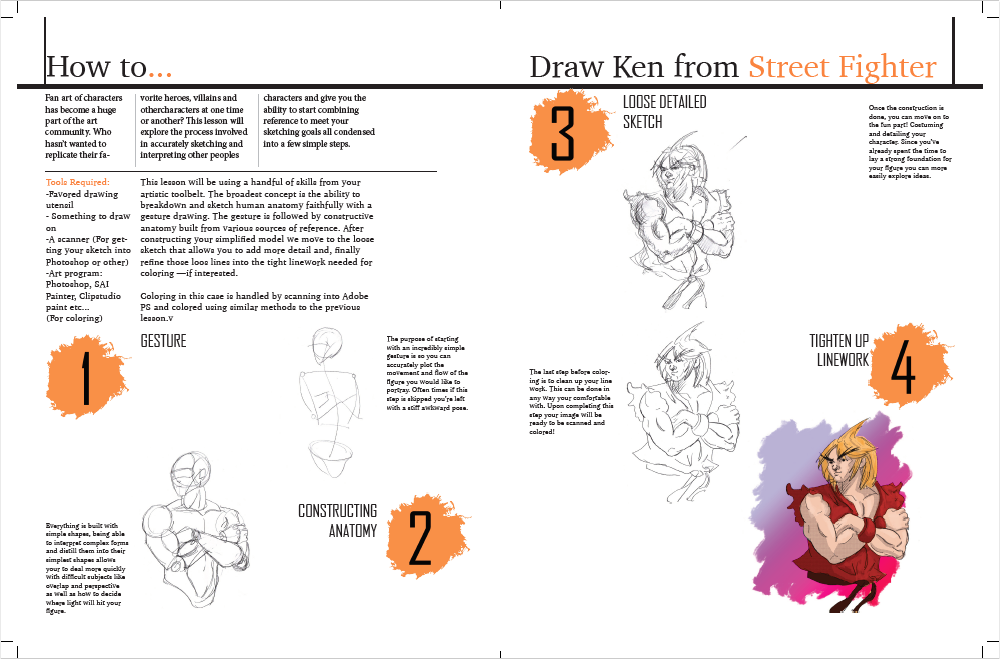 How to...
Fan art of characters
has become a huge
part of the art
community. Who
hasn't wanted to
replicate their fa-
vorite heroes, villains and
othercharacters at one time
or another? This lesson will
explore the process involved
in accurately sketching and
interpreting other peoples
characters and give you the
ability to start combining
reference to meet your
sketching goals all condensed
into a few simple steps.
Tools Required:
-Favored drawing
utensil
- Something to draw
on
-A scanner (For get-
ting your sketch into
Photoshop or other)
-Art program:
Photoshop, SAI
Painter, Clipstudio
paint etc...
(For coloring)
This lesson will be using a handful of skills from your
artistic toolbelt. The broadest concept is the ability to
breakdown and sketch human anatomy faithfully with a
gesture drawing. The gesture is followed by constructive
anatomy built from various sources of reference. After
constructing your simplified model we move to the loose
sketch that allows you to add more detail and, finally
refine those loos lines into the tight linework needed for
coloring —if interested.
Coloring in this case is handled by scanning into Adobe
PS and colored using similar methods to the previous
lesson.v
1
GESTURE
The purpose of starting
with an incredibly simple
gesture is so you can
accurately plot the
movement and flow of the
figure you would like to
portray. Often times if this
step is skipped you're left
with a stiff awkward pose.
CONSTRUCTING
ANATOMY
2
Everything is built with
simple shapes, being able
to interpret complex forms
and distill them into their
simplest shapes allows
your to deal more quickly
with difficult subjects like
overlap and perspective
as well as how to decide
where light will hit your
figure.
Draw Ken from Street Fighter
3
LOOSE DETAILED
SKETCH
Once the construction is
done, you can move on to
the fun part! Costuming
and detailing your
character. Since you've
already spent the time to
lay a strong foundation for
your figure you can more
easily explore ideas.
TIGHTEN UP
LINEWORK
4
The last step before color-
ing is to clean up your line
work. This can be done in
any way your comfortable
with. Upon completing this
step your image will be
ready to be scanned and
colored!